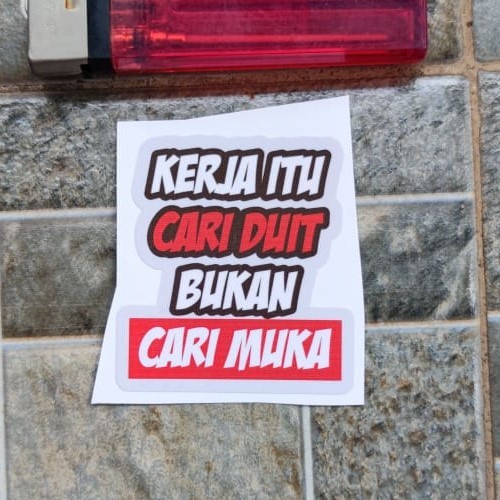 KERJA ITU
CARI DUIT
BUKAN
CARI MUKA